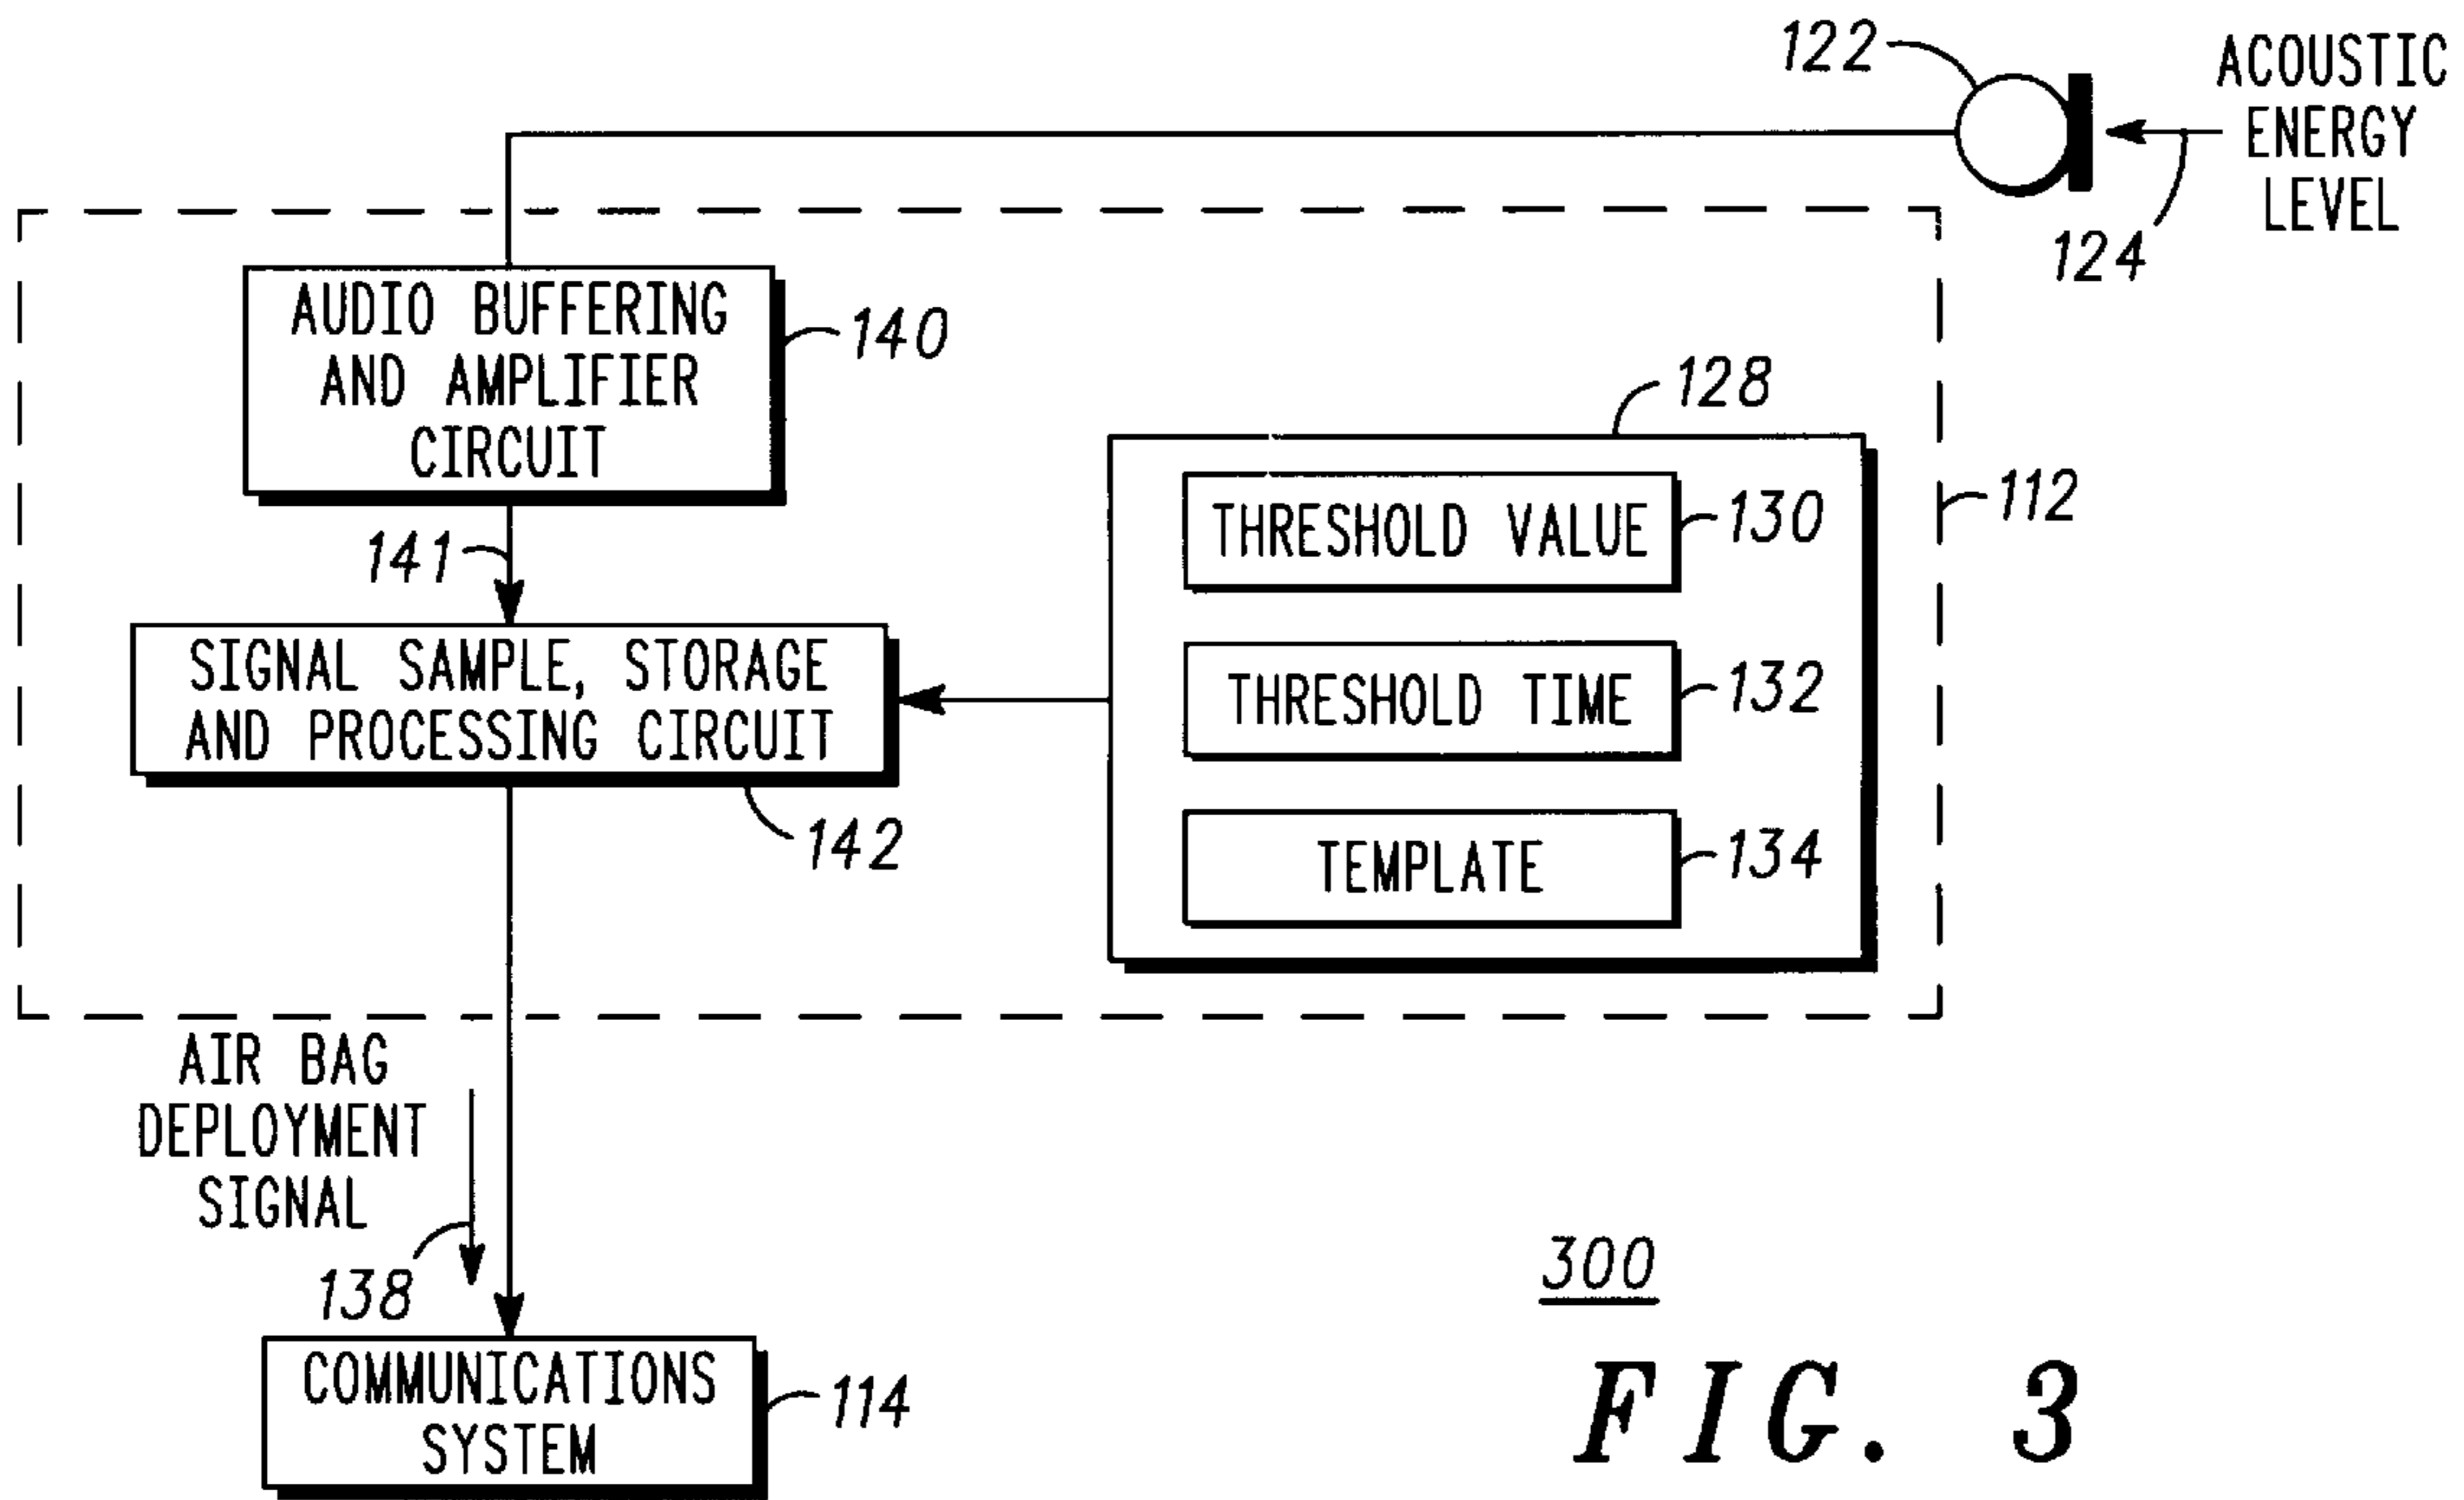 122
ACOUSTIC
ENERGY
LEVEL
124
AUDIO BUFFERING
AND AMPLIFIER
CIRCUIT
140
128
THRESHOLD VALUE
130
112
141
SIGNAL SAMPLE, STORAGE
AND PROCESSING CIRCUIT
142
THRESHOLD TIME
132
TEMPLATE
134
AIR BAG
DEPLOYMENT
SIGNAL
138
COMMUNICATIONS
SYSTEM
114
300
FIG. 3